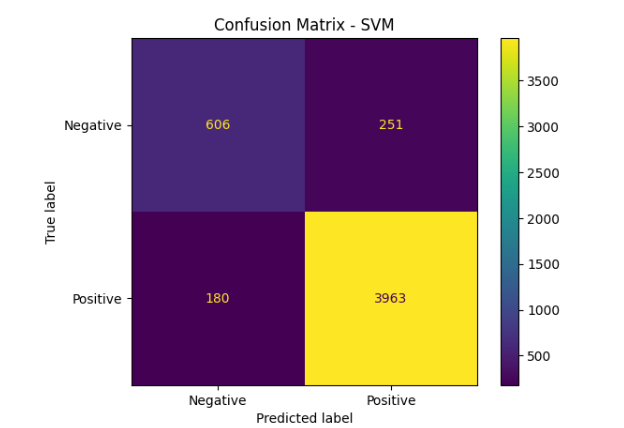 Confusion Matrix - SVM
Negative
606
251
Positive
180
3963
Negative
Positive
Predicted label
True label
3500
3000
2500
2000
1500
1000
500